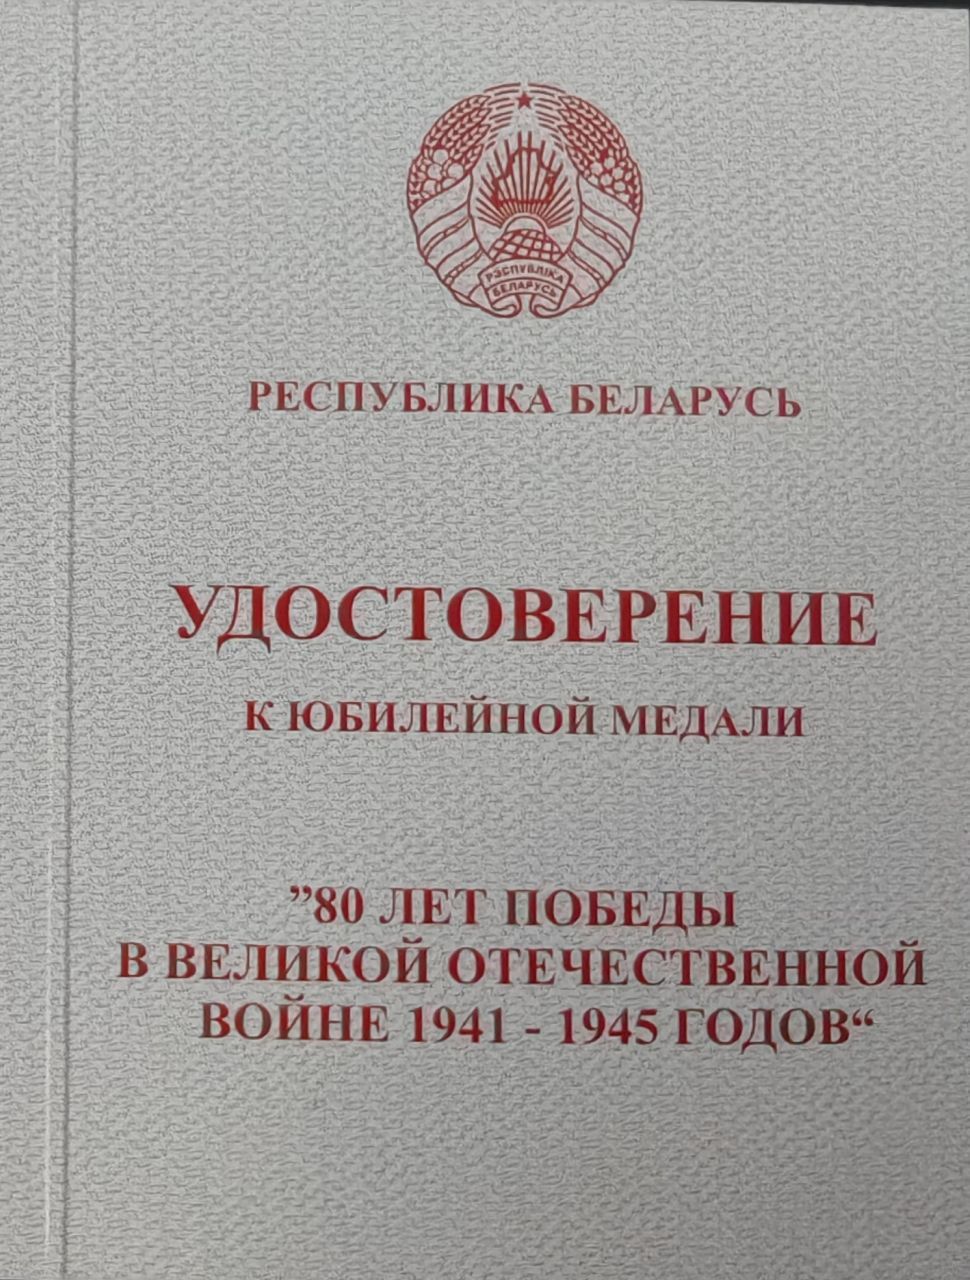 РЭСПУБЛІКА
БЕЛАРУСЬ
РЕСПУБЛИКА БЕЛАРУСЬ
УДОСТОВЕРЕНИЕ
К ЮБИЛЕЙНОЙ МЕДАЛИ
”80 ЛЕТ ПОБЕДЫ
В ВЕЛИКОЙ ОТЕЧЕСТВЕННОЙ
ВОЙНЕ 1941 - 1945 ГОДОВ“